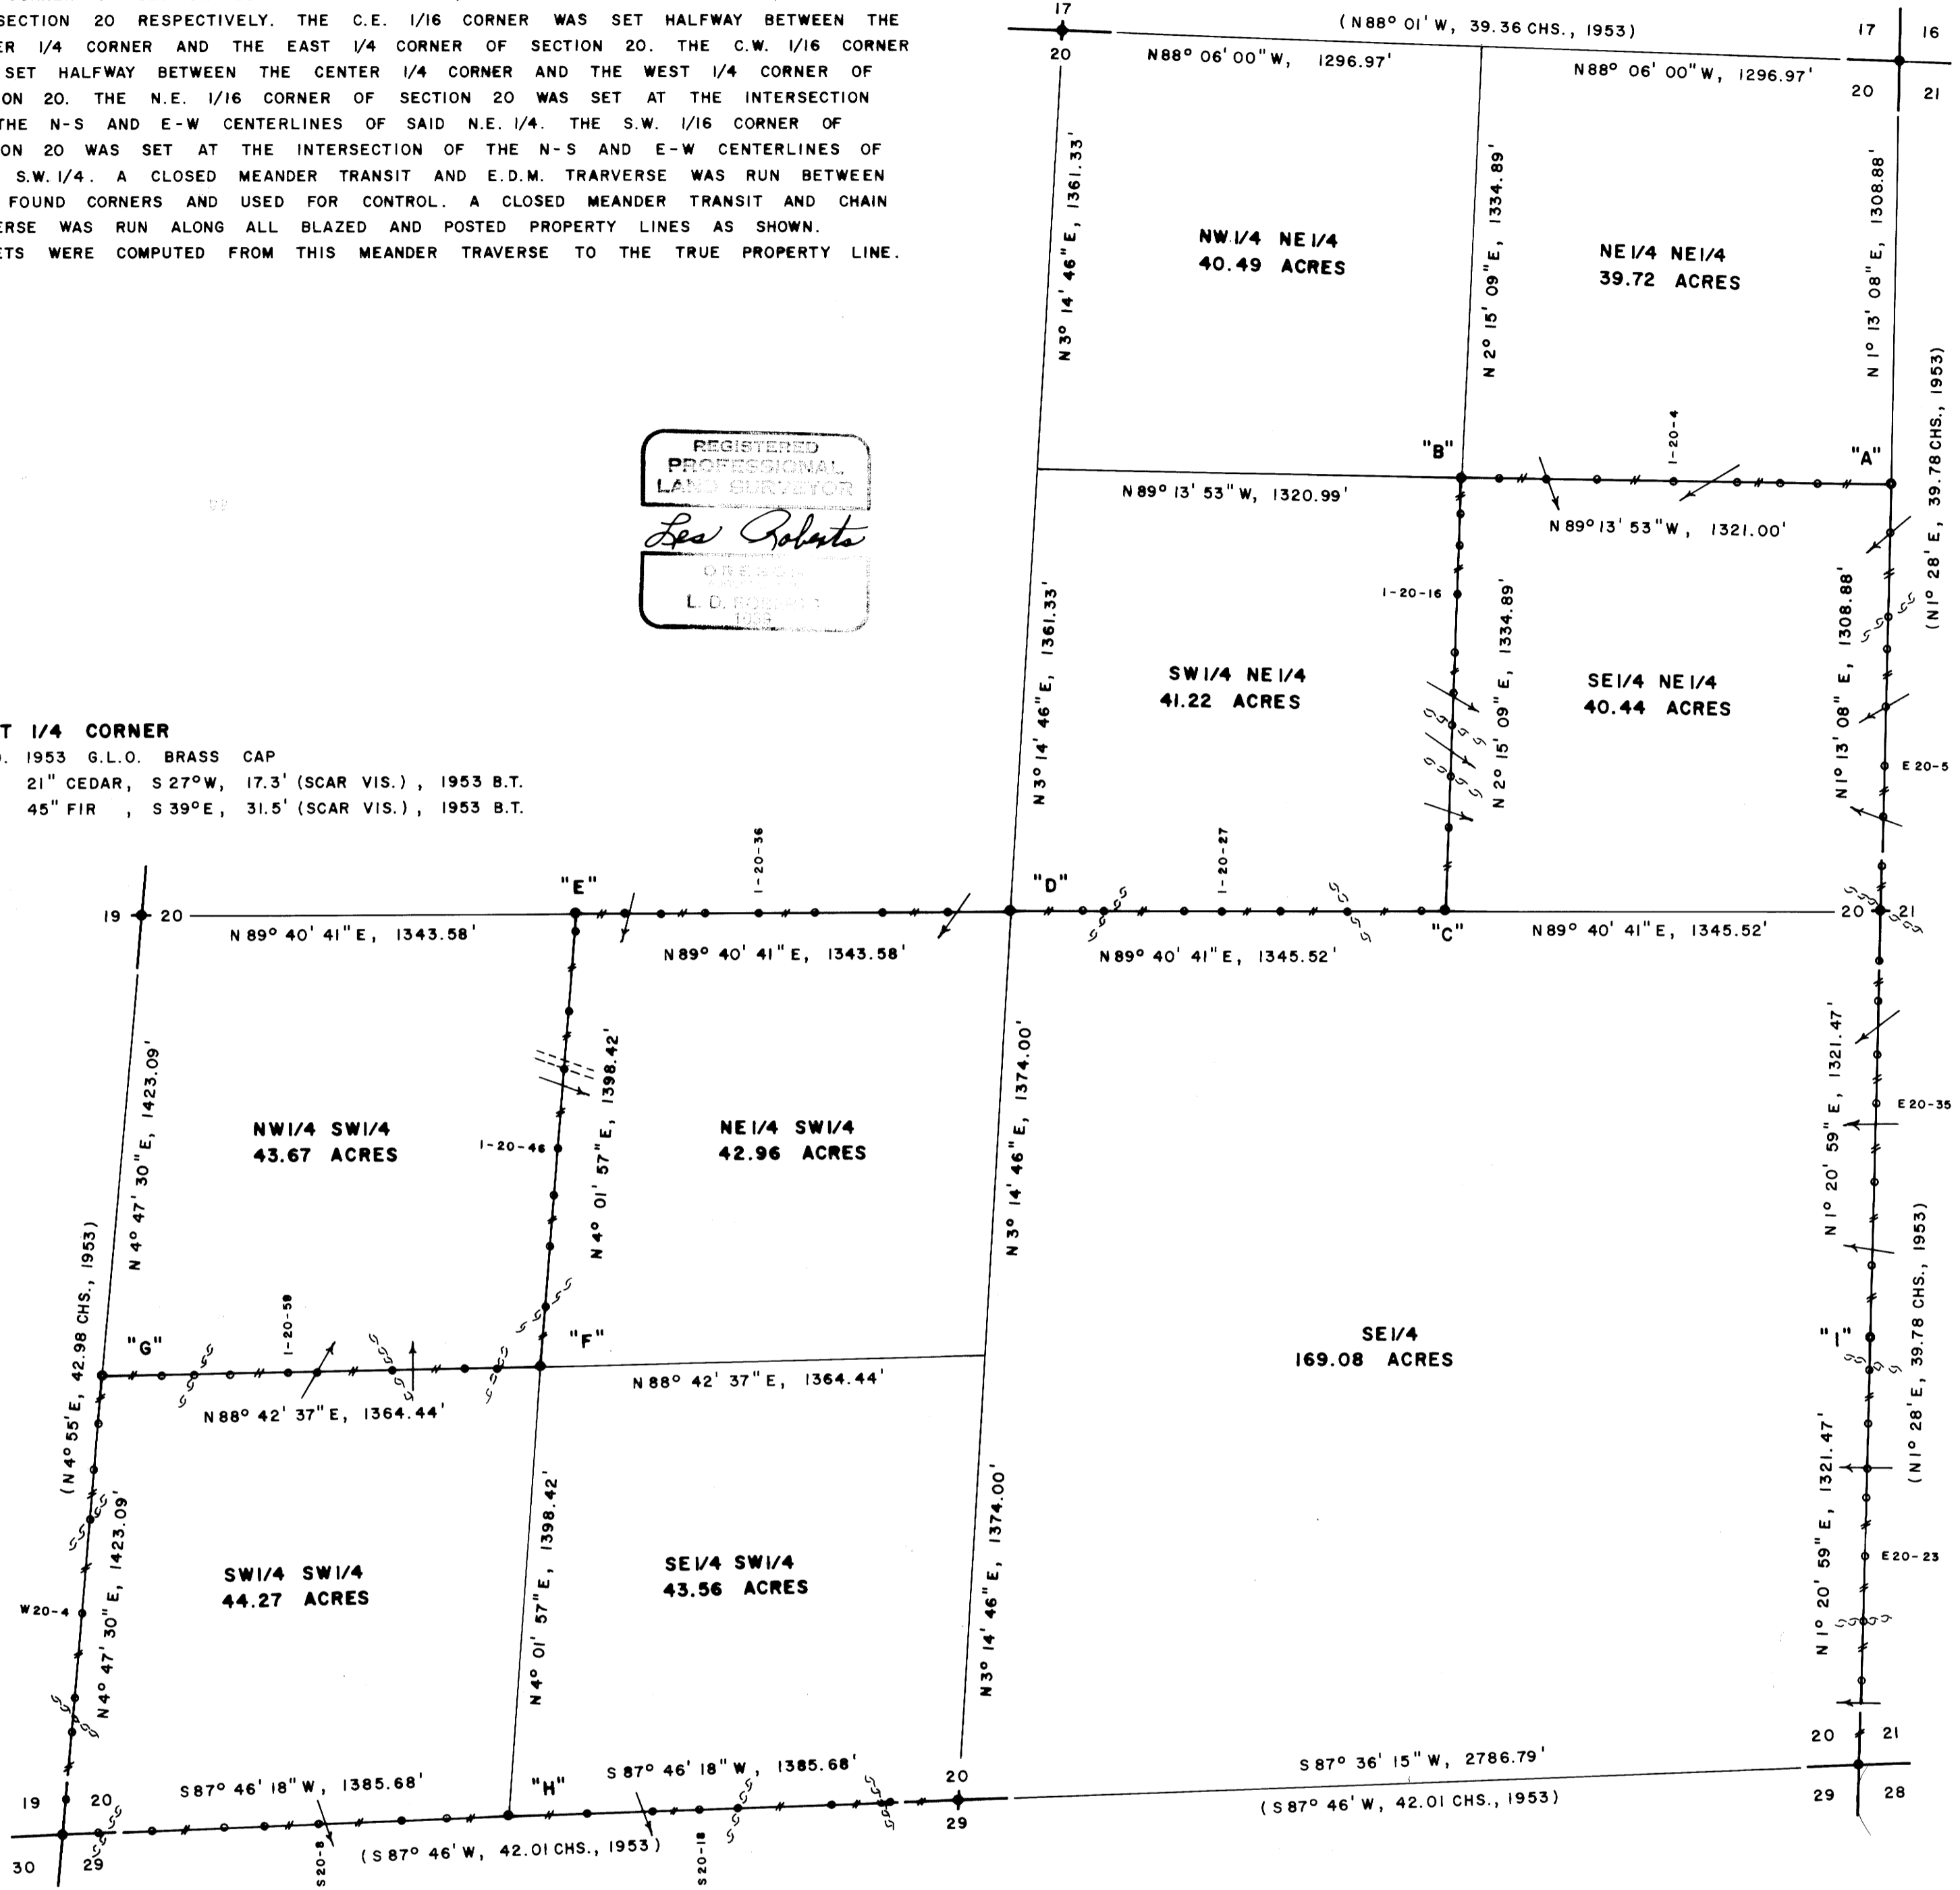 SECTION 20 RESPECTIVELY. THE C.E. 1/16 CORNER WAS SET HALFWAY BETWEEN THE
ER 1/4 CORNER AND THE EAST 1/4 CORNER OF SECTION 20. THE C.W. 1/16 CORNER
SET HALFWAY BETWEEN THE CENTER 1/4 CORNER AND THE WEST 1/4 CORNER OF
ON 20. THE N.E. 1/16 CORNER OF SECTION 20 WAS SET AT THE INTERSECTION
THE N-S AND E-W CENTERLINES OF SAID N.E. 1/4. THE S.W. 1/16 CORNER OF
ON 20 WAS SET AT THE INTERSECTION OF THE N-S AND E-W CENTERLINES OF
S.W. 1/4. A CLOSED MEANDER TRANSIT AND E.D.M. TRARVERSE WAS RUN BETWEEN
FOUND CORNERS AND USED FOR CONTROL. A CLOSED MEANDER TRANSIT AND CHAIN
ERSE WAS RUN ALONG ALL BLAZED AND POSTED PROPERTY LINES AS SHOWN.
ETS WERE COMPUTED FROM THIS MEANDER TRAVERSE TO THE TRUE PROPERTY LINE.
17
20
(N88° 01' W, 39.36 CHS., 1953)
17 16
20 21
N88° 06' 00" W, 1296.97'
N88° 06' 00" W, 1296.97'
N3° 14' 46" E, 1361.33'
NW 1/4 NE 1/4
40.49 ACRES
N 2° 15' 09" E, 1334.89'
NE 1/4 NE 1/4
39.72 ACRES
N 1° 13' 08" E, 1308.88'
(N1° 28' E, 39.78 CHS., 1953)
REGISTERED
PROFESSIONAL
LAND SURVEYOR
Les Roberts
OREGON
L. D. ROBERTS
"B"
1-20-4
"A"
N 89° 13' 53" W, 1320.99'
N 89° 13' 53" W, 1321.00'
1-20-16
N3° 14' 46" E, 1361.33'
SW 1/4 NE 1/4
41.22 ACRES
N 2° 15' 09" E, 1334.89'
SE 1/4 NE 1/4
40.44 ACRES
N1° 13' 08" E, 1308.88'
E 20-5
T 1/4 CORNER
. 1953 G.L.O. BRASS CAP
21" CEDAR, S 27° W, 17.3' (SCAR VIS.), 1953 B.T.
45" FIR , S 39° E, 31.5' (SCAR VIS.), 1953 B.T.
19 20
"E"
1-20-36
"D"
1-20-27
"C"
20 21
N 89° 40' 41" E, 1343.58'
N 89° 40' 41" E, 1343.58'
N 89° 40' 41" E, 1345.52'
N 89° 40' 41" E, 1345.52'
N 4° 47' 30" E, 1423.09'
NW 1/4 SW 1/4
43.67 ACRES
1-20-46
N 4° 01' 57" E, 1398.42'
NE 1/4 SW 1/4
42.96 ACRES
N 3° 14' 46" E, 1374.00'
N 1° 20' 59" E, 1321.47'
E 20-35
(N 4° 55' E, 42.98 CHS., 1953)
"G"
1-20-59
"F"
N 88° 42' 37" E, 1364.44'
N 88° 42' 37" E, 1364.44'
SE 1/4
169.08 ACRES
"I"
(N1° 28' E, 39.78 CHS., 1953)
W 20-4
N 4° 47' 30" E, 1423.09'
SW 1/4 SW 1/4
44.27 ACRES
N 4° 01' 57" E, 1398.42'
SE 1/4 SW 1/4
43.56 ACRES
N 3° 14' 46" E, 1374.00'
N 1° 20' 59" E, 1321.47'
E 20-23
20 21
29 28
19 20
30 29
S 87° 46' 18" W, 1385.68'
"H"
S 87° 46' 18" W, 1385.68'
20
29
S 87° 36' 15" W, 2786.79'
(S 87° 46' W, 42.01 CHS., 1953)
S 20-8
(S 87° 46' W, 42.01 CHS., 1953)
S 20-18